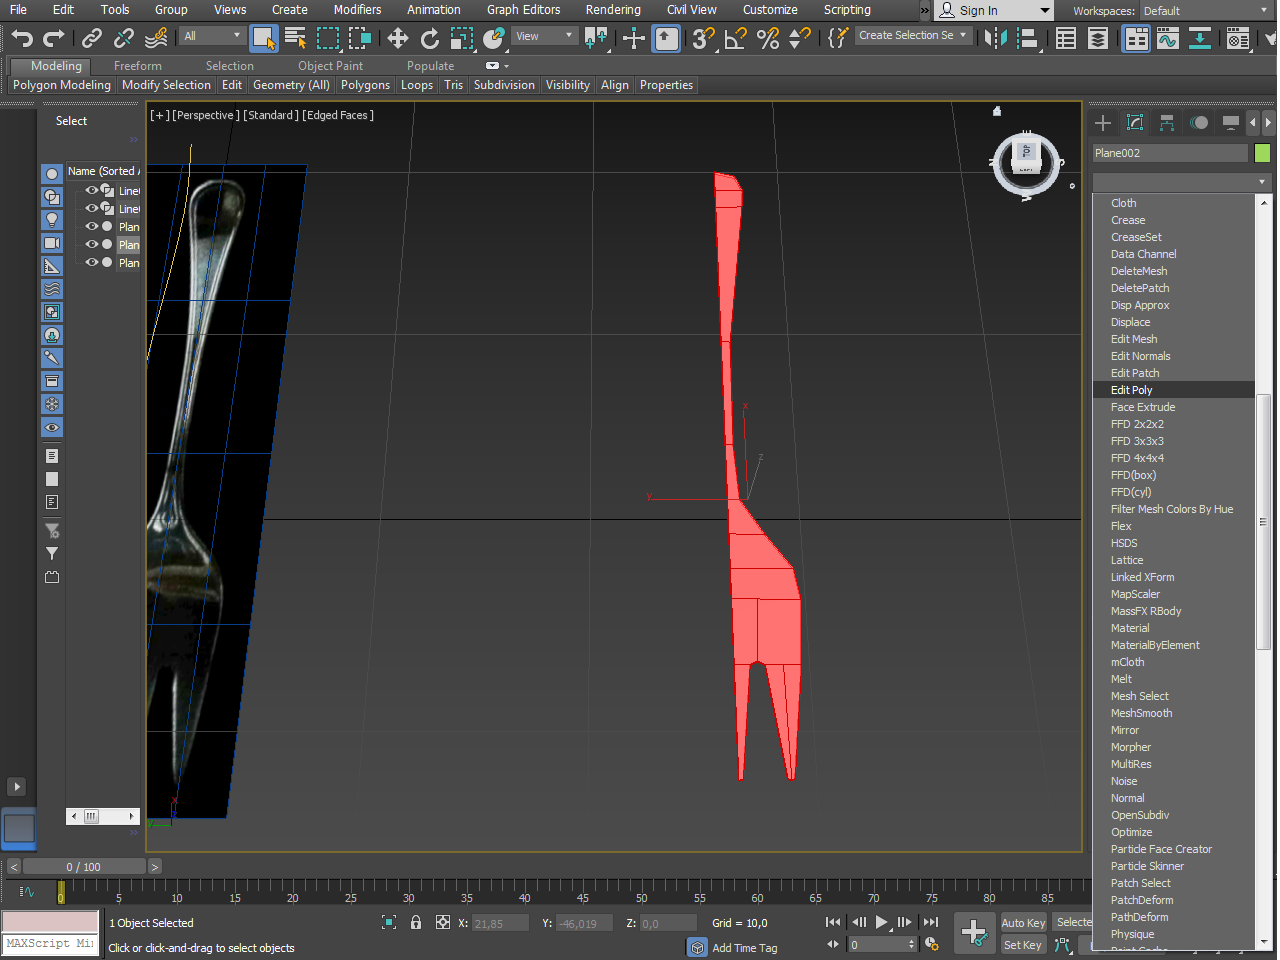 File Edit Tools Group Views Create Modifiers Animation Graph Editors Rendering Civil View Customize Scripting » Sign In Workspaces: Default
All View Create Selection Se
Modeling Freeform Selection Object Paint Populate
Polygon Modeling Modify Selection Edit Geometry (All) Polygons Loops Tris Subdivision Visibility Align Properties
Select
[+] [Perspective ] [Standard ] [Edged Faces ]
TOP
Plane002
Name (Sorted A
Line
Line
Plan
Plan
Plan
Cloth
Crease
CreaseSet
Data Channel
DeleteMesh
DeletePatch
Disp Approx
Displace
Edit Mesh
Edit Normals
Edit Patch
Edit Poly
Face Extrude
FFD 2x2x2
FFD 3x3x3
FFD 4x4x4
FFD(box)
FFD(cyl)
Filter Mesh Colors By Hue
Flex
HSDS
Lattice
Linked XForm
MapScaler
MassFX RBody
Material
MaterialByElement
mCloth
Melt
Mesh Select
MeshSmooth
Mirror
Morpher
MultiRes
Noise
Normal
OpenSubdiv
Optimize
Particle Face Creator
Particle Skinner
Patch Select
PatchDeform
PathDeform
Physique
Point Cache
x
z
y
x
z
y
< 0 / 100 >
0 5 10 15 20 25 30 35 40 45 50 55 60 65 70 75 80 85
1 Object Selected X: 21,85 Y: -46,019 Z: 0,0 Grid = 10,0 Auto Key Selecte
MAXScript Mi
Click or click-and-drag to select objects Add Time Tag 0 Set Key